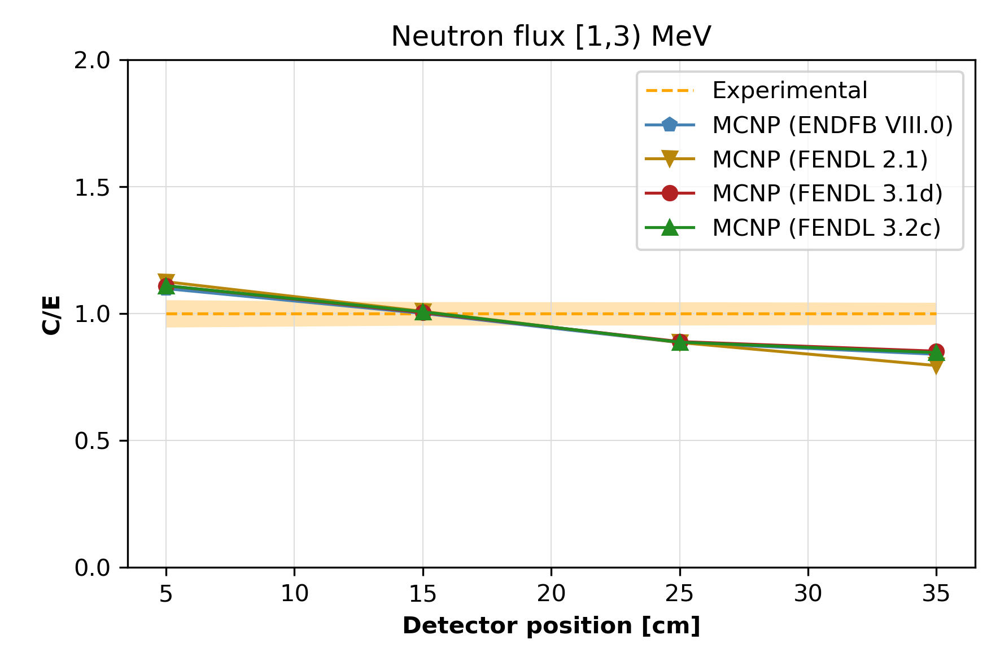 Neutron flux [1,3) MeV
2.0
1.5
1.0
0.5
0.0
C/E
Experimental
MCNP (ENDFB VIII.0)
MCNP (FENDL 2.1)
MCNP (FENDL 3.1d)
MCNP (FENDL 3.2c)
5 10 15 20 25 30 35
Detector position [cm]